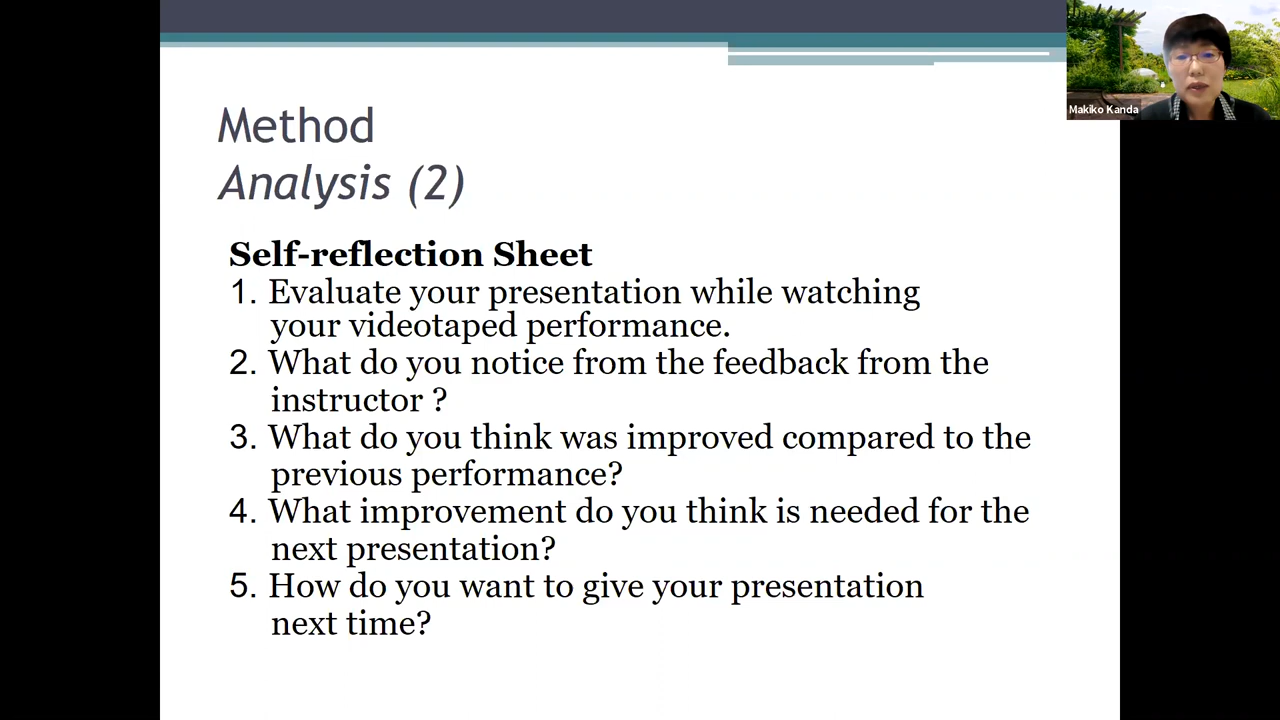 Makiko Kanda
Method
Analysis (2)
Self-reflection Sheet
1. Evaluate your presentation while watching
your videotaped performance.
2. What do you notice from the feedback from the
instructor ?
3. What do you think was improved compared to the
previous performance?
4. What improvement do you think is needed for the
next presentation?
5. How do you want to give your presentation
next time?